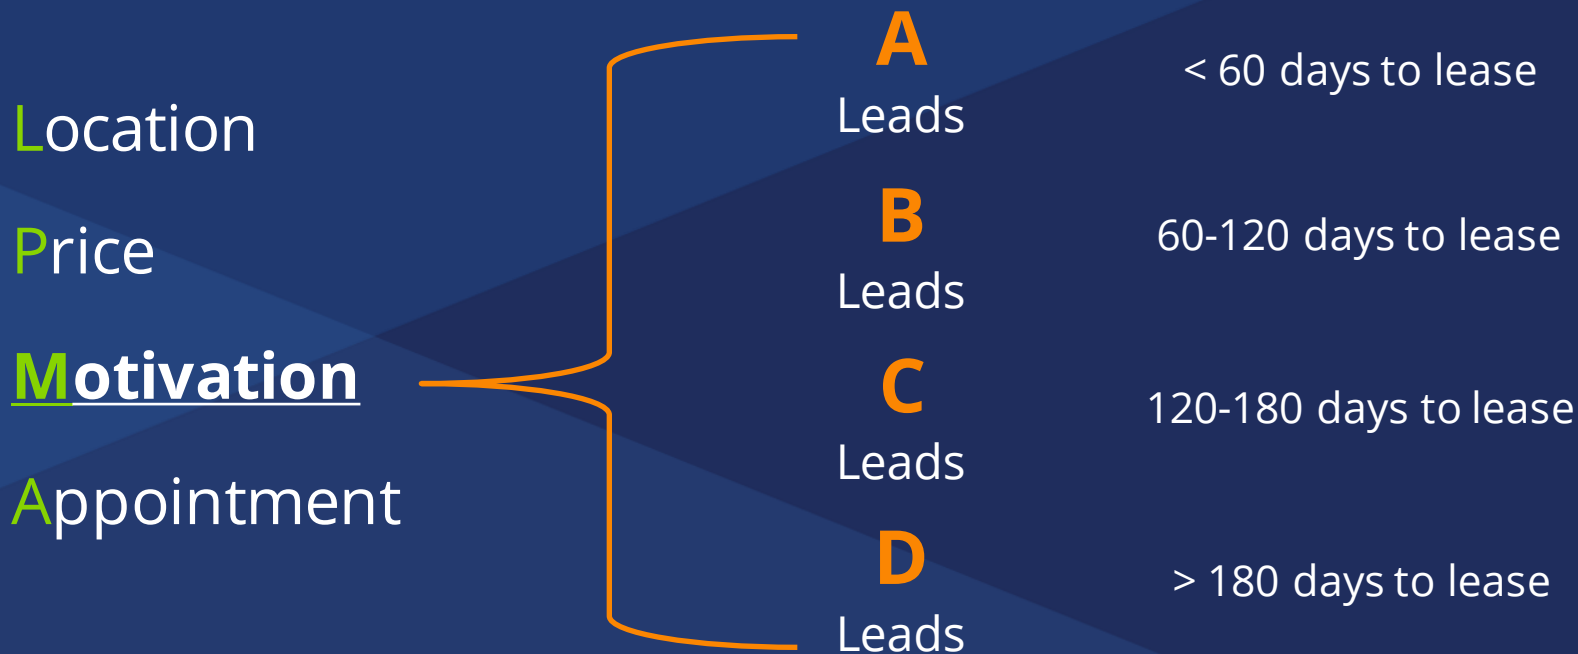 Location
Price
Motivation
Appointment
A
Leads
< 60 days to lease
B
Leads
60-120 days to lease
C
Leads
120-180 days to lease
D
Leads
> 180 days to lease